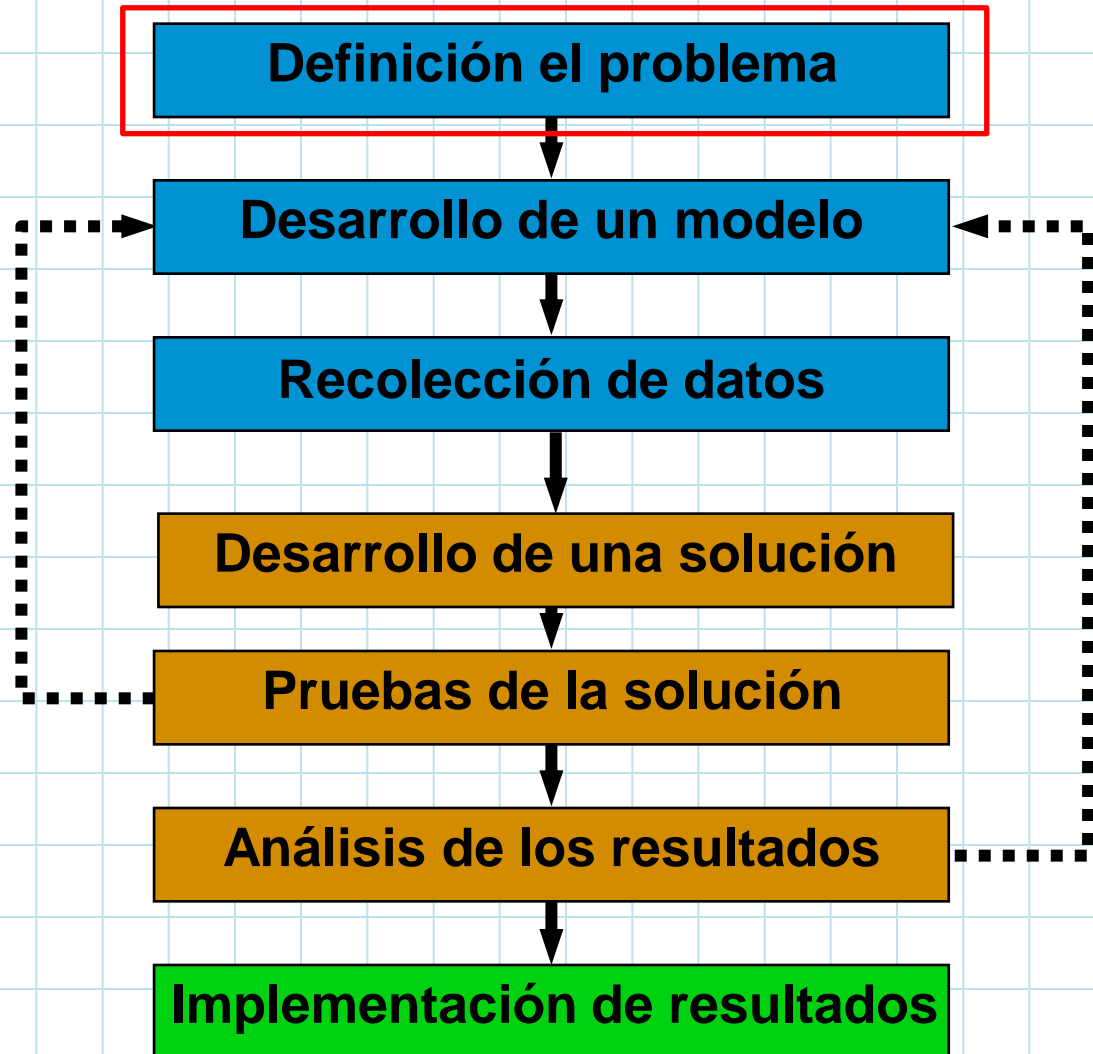 Definición el problema
Desarrollo de un modelo
Recolección de datos
Desarrollo de una solución
Pruebas de la solución
Análisis de los resultados
Implementación de resultados